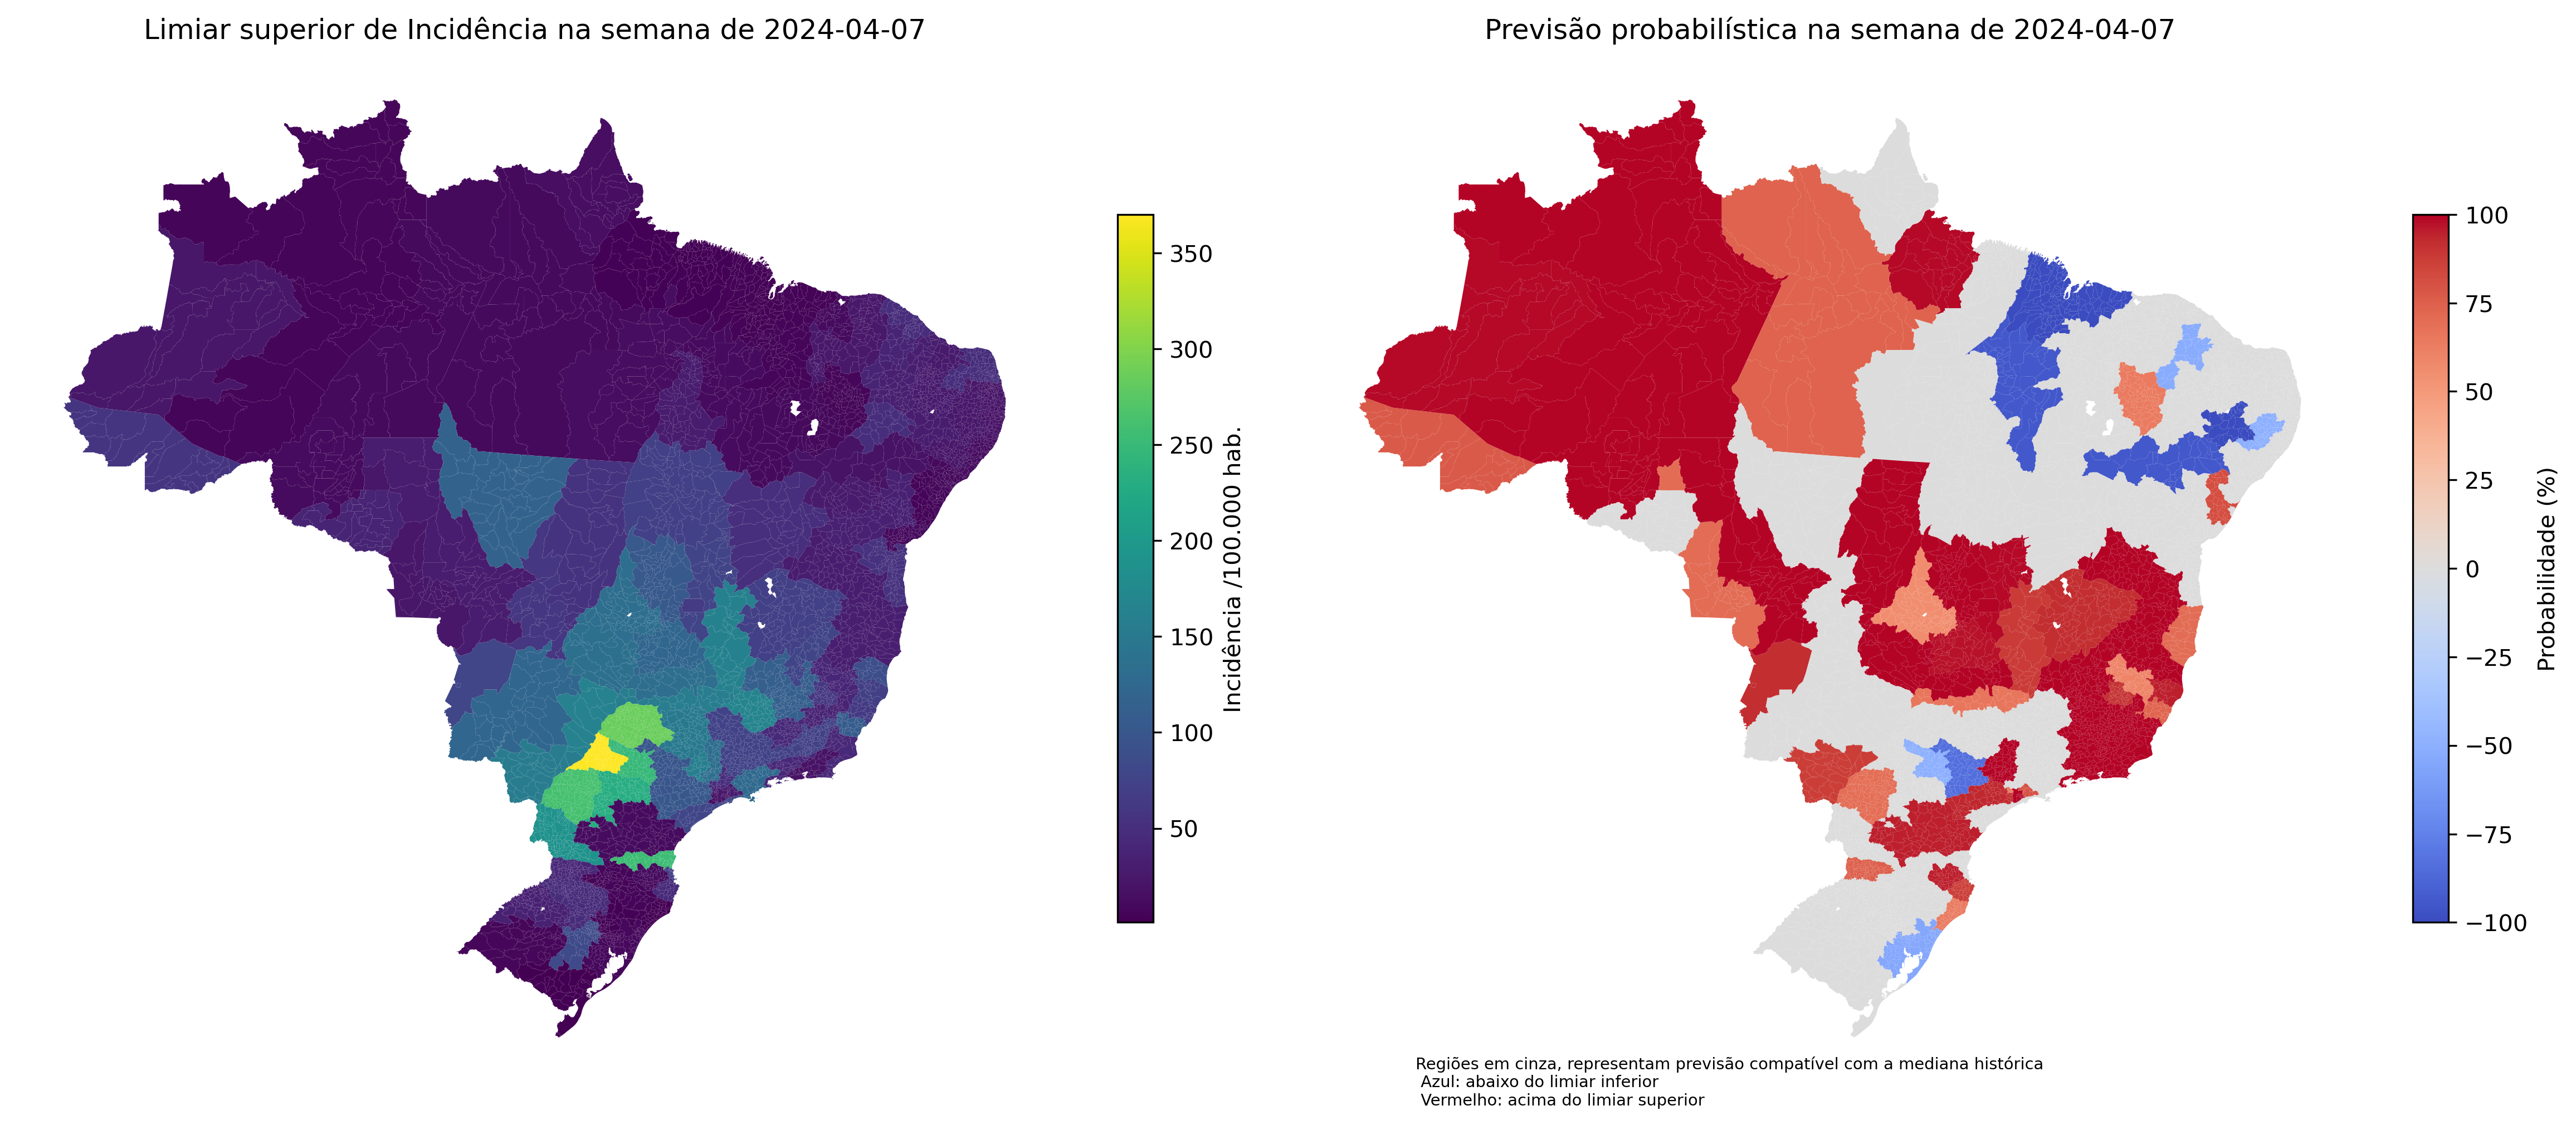 Limiar superior de Incidência na semana de 2024-04-07
350
300
250
200
150
100
50
Incidência /100.000 hab.
Previsão probabilística na semana de 2024-04-07
100
75
50
25
0
−25
−50
−75
−100
Probabilidade (%)
Regiões em cinza, representam previsão compatível com a mediana histórica
Azul: abaixo do limiar inferior
Vermelho: acima do limiar superior